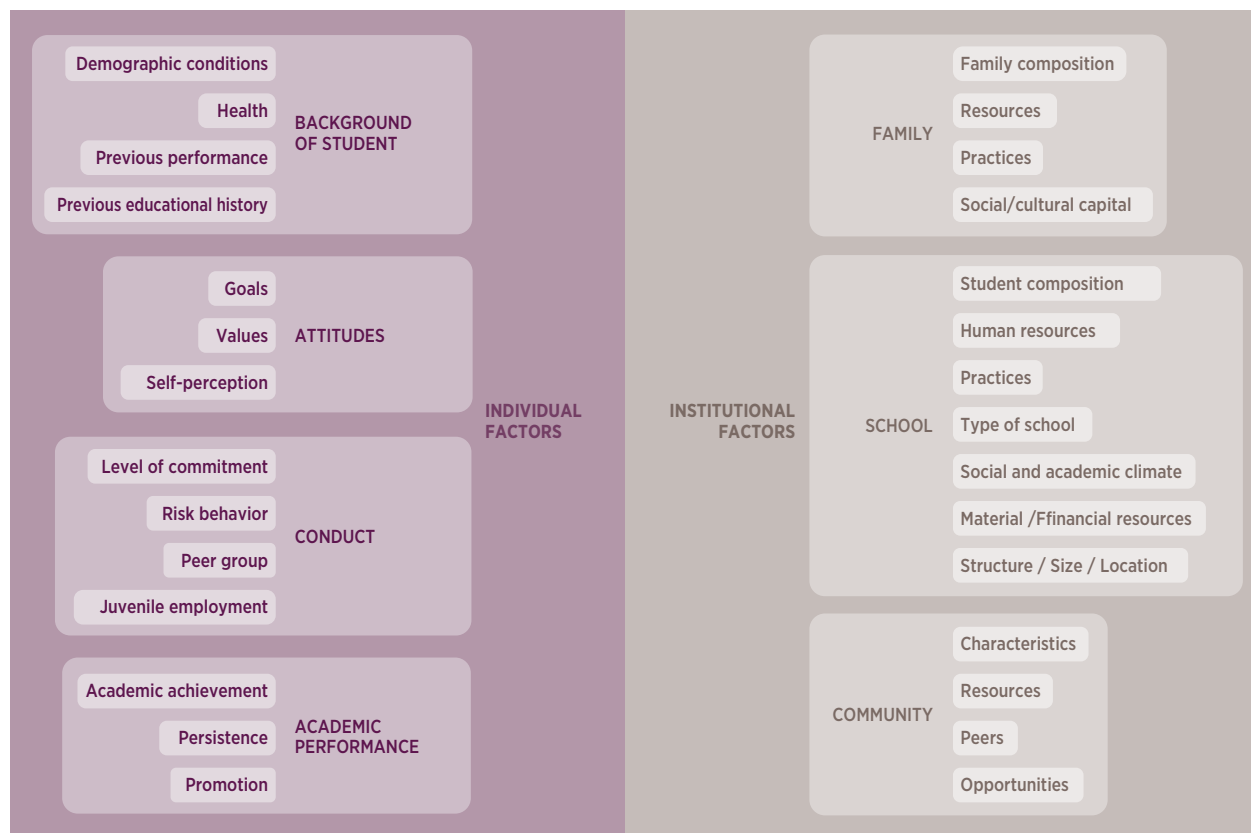 Demographic conditions
Health
Previous performance
Previous educational history
BACKGROUND
OF STUDENT
Goals
Values
Self-perception
ATTITUDES
Level of commitment
Risk behavior
Peer group
Juvenile employment
CONDUCT
Academic achievement
Persistence
Promotion
ACADEMIC
PERFORMANCE
INDIVIDUAL
FACTORS
INSTITUTIONAL
FACTORS
FAMILY
Family composition
Resources
Practices
Social/cultural capital
SCHOOL
Student composition
Human resources
Practices
Type of school
Social and academic climate
Material /Ffinancial resources
Structure / Size / Location
COMMUNITY
Characteristics
Resources
Peers
Opportunities